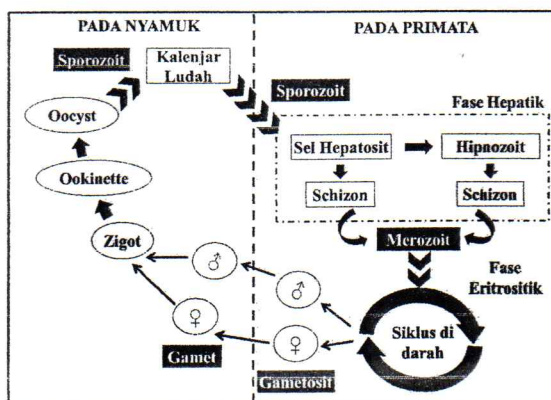 PADA NYAMUK
PADA PRIMATA
Sporozoit
Kalenjar
Ludah
Sporozoit
Oocyst
Fase Hepatik
Sel Hepatosit
Hipnozoit
Ookinette
Schizon
Schizon
Zigot
♂
Merozoit
♂
Fase
Eritrositik
♀
♀
Siklus di
darah
Gamet
Gametosit